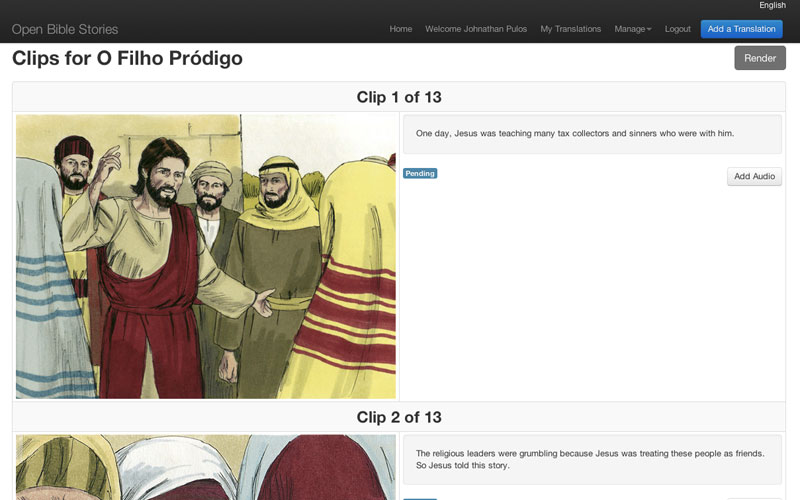 English
Open Bible Stories
Home
Welcome Johnathan Pulos
My Translations
Manage
Logout
Add a Translation
Clips for O Filho Pródigo
Render
Clip 1 of 13
One day, Jesus was teaching many tax collectors and sinners who were with him.
Pending
Add Audio
Clip 2 of 13
The religious leaders were grumbling because Jesus was treating these people as friends.
So Jesus told this story.